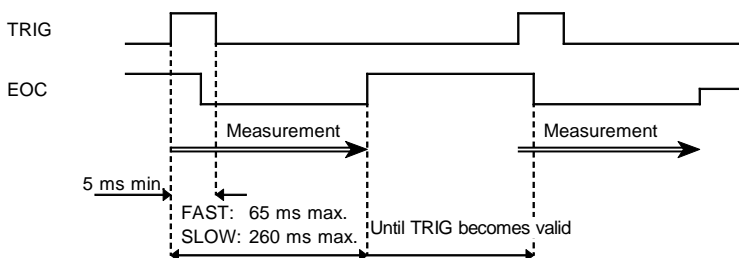 TRIG
EOC
Measurement
Measurement
5 ms min.
FAST: 65 ms max.
SLOW: 260 ms max.
Until TRIG becomes valid